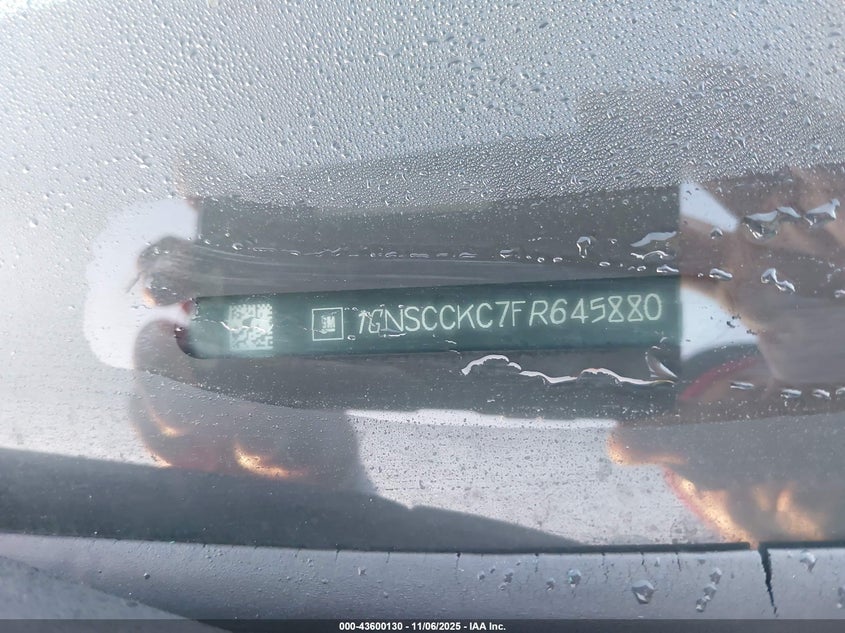 1GNSCCKC7FR645880
000-43600130 - 11/06/2025 - IAA Inc.